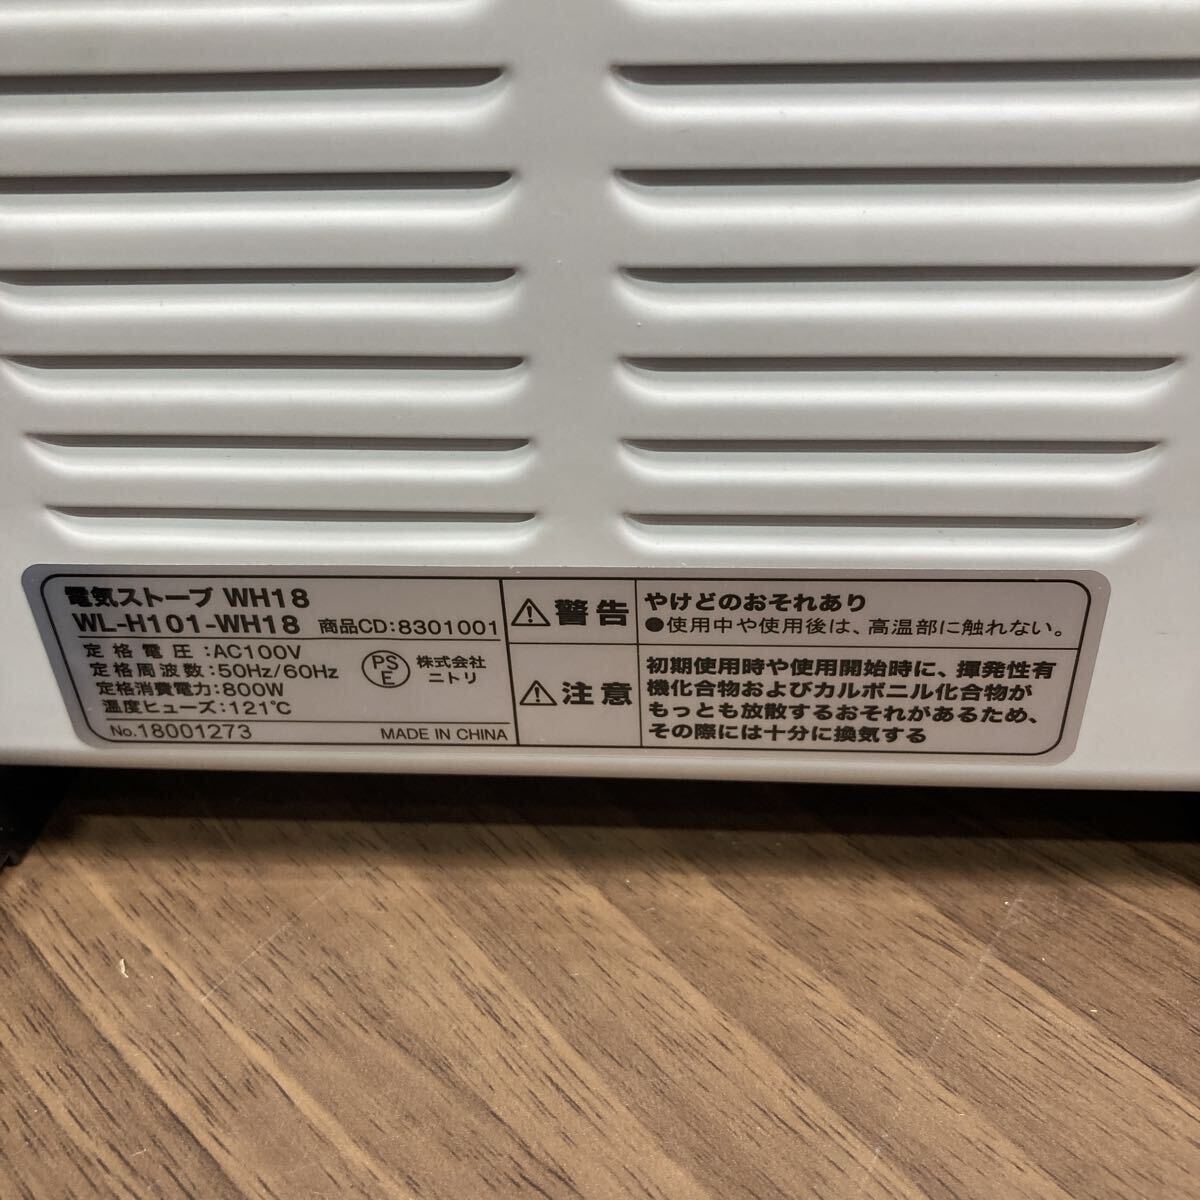 電気ストーブ WH18
WL-H101-WH18 商品CD:8301001
定格電圧:AC100V
定格周波数:50Hz/60Hz
定格消費電力:800W
温度ヒューズ:121℃
PS
E
株式会社
ニトリ
No.18001273 MADE IN CHINA
警告
やけどのおそれあり
●使用中や使用後は、高温部に触れない。
注意
初期使用時や使用開始時に、揮発性有
機化合物およびカルボニル化合物が
もっとも放散するおそれがあるため、
その際には十分に換気する